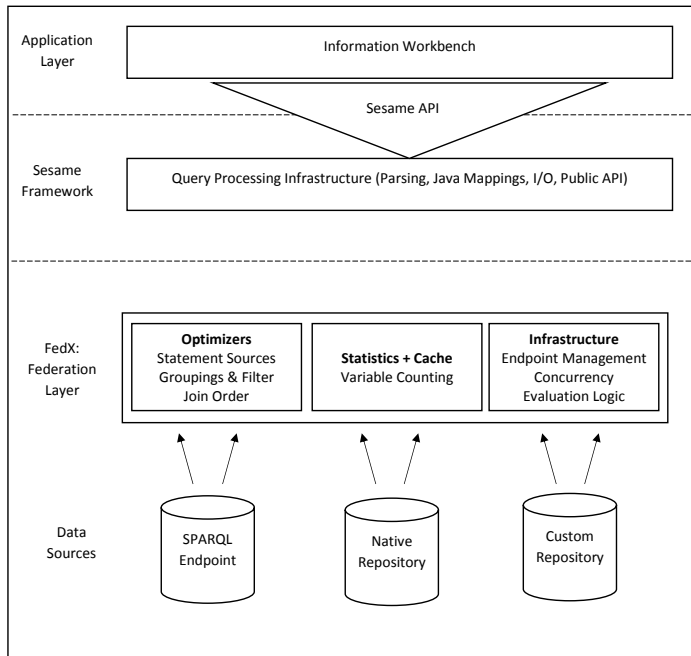 Application
Layer
Information Workbench
Sesame API
Sesame
Framework
Query Processing Infrastructure (Parsing, Java Mappings, I/O, Public API)
FedX:
Federation
Layer
Optimizers
Statement Sources
Groupings & Filter
Join Order
Statistics + Cache
Variable Counting
Infrastructure
Endpoint Management
Concurrency
Evaluation Logic
Data
Sources
SPARQL
Endpoint
Native
Repository
Custom
Repository